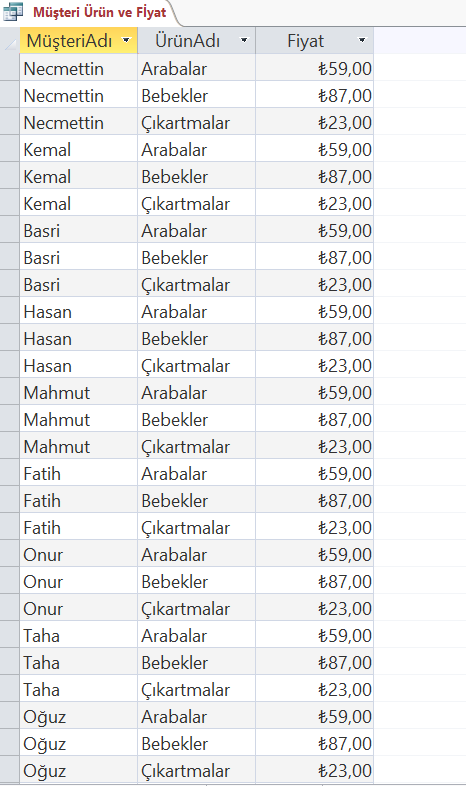 Müşteri Ürün ve Fiyat
MüşteriAdı ÜrünAdı Fiyat
Necmettin Arabalar ₺59,00
Necmettin Bebekler ₺87,00
Necmettin Çıkartmalar ₺23,00
Kemal Arabalar ₺59,00
Kemal Bebekler ₺87,00
Kemal Çıkartmalar ₺23,00
Basri Arabalar ₺59,00
Basri Bebekler ₺87,00
Basri Çıkartmalar ₺23,00
Hasan Arabalar ₺59,00
Hasan Bebekler ₺87,00
Hasan Çıkartmalar ₺23,00
Mahmut Arabalar ₺59,00
Mahmut Bebekler ₺87,00
Mahmut Çıkartmalar ₺23,00
Fatih Arabalar ₺59,00
Fatih Bebekler ₺87,00
Fatih Çıkartmalar ₺23,00
Onur Arabalar ₺59,00
Onur Bebekler ₺87,00
Onur Çıkartmalar ₺23,00
Taha Arabalar ₺59,00
Taha Bebekler ₺87,00
Taha Çıkartmalar ₺23,00
Oğuz Arabalar ₺59,00
Oğuz Bebekler ₺87,00
Oğuz Çıkartmalar ₺23,00